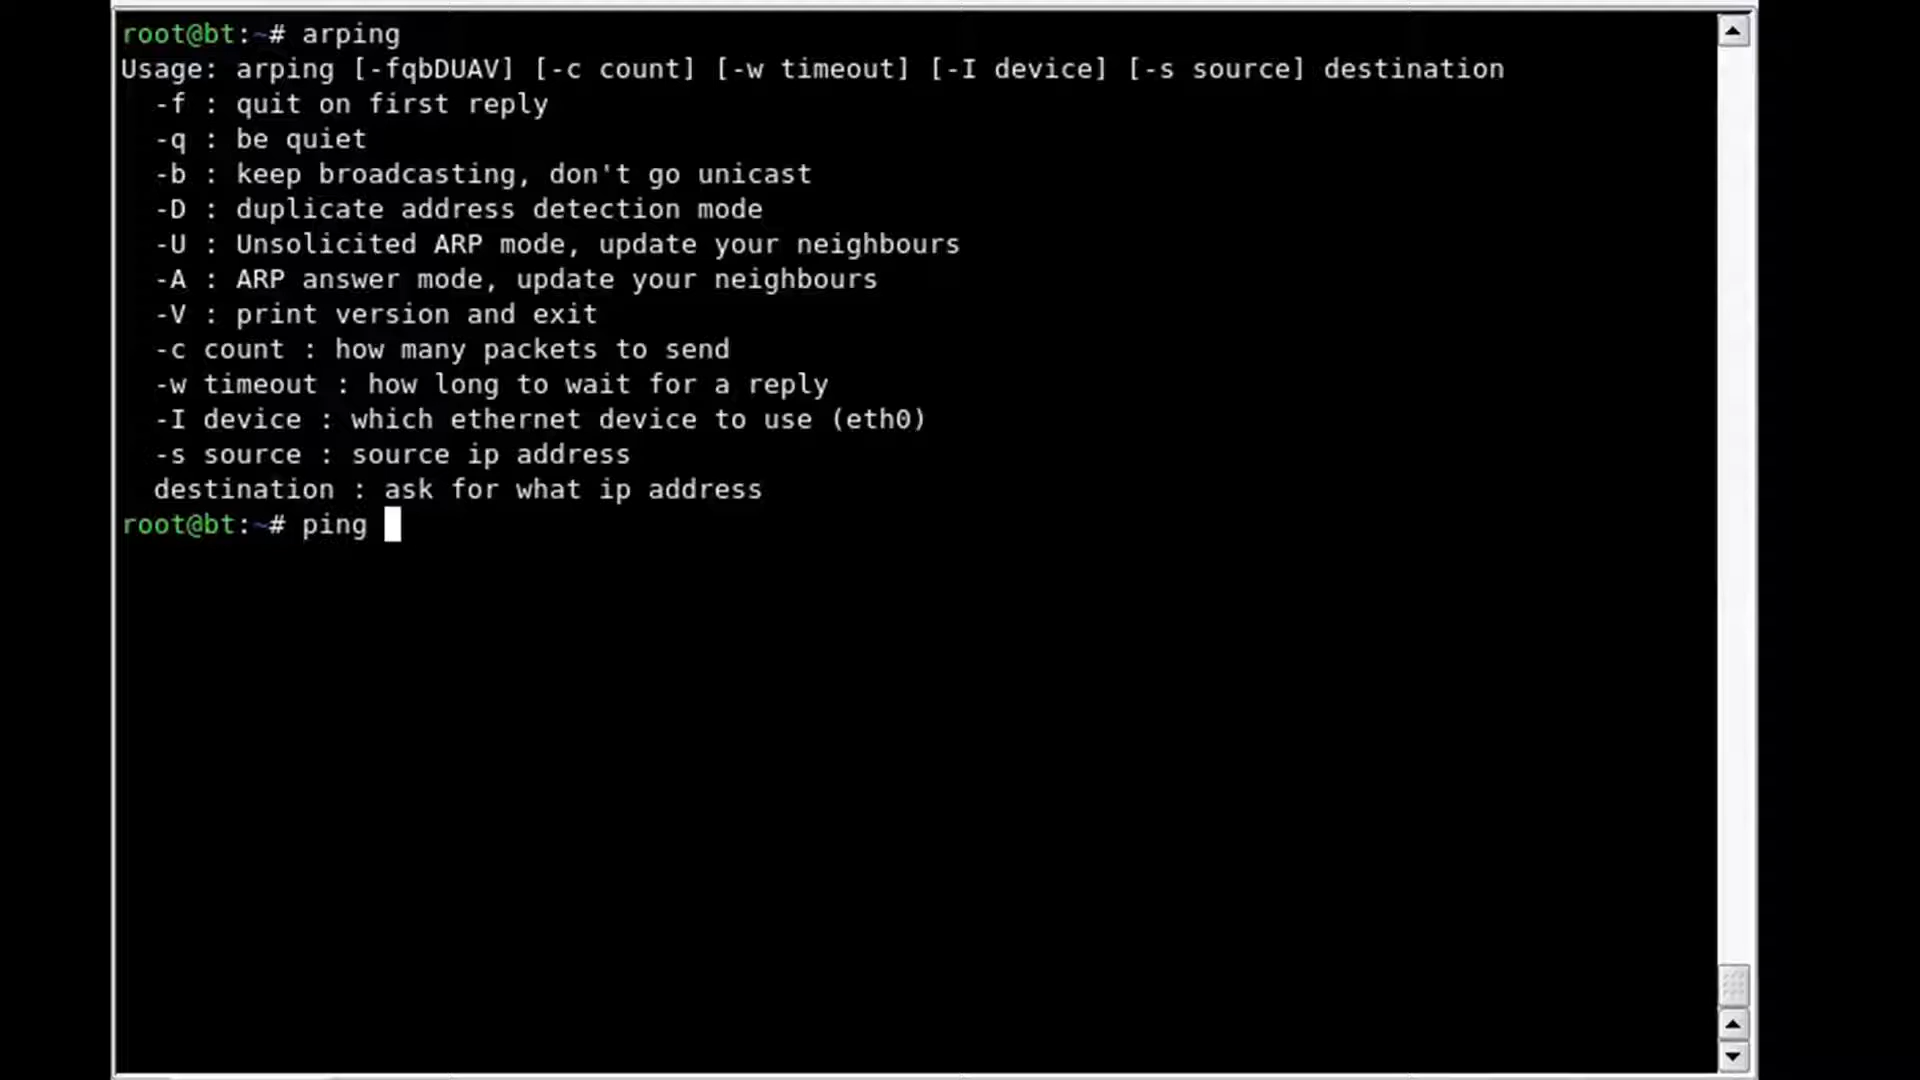 root@bt:~# arping
Usage: arping [-fqbDUAV] [-c count] [-w timeout] [-I device] [-s source] destination
  -f : quit on first reply
  -q : be quiet
  -b : keep broadcasting, don't go unicast
  -D : duplicate address detection mode
  -U : Unsolicited ARP mode, update your neighbours
  -A : ARP answer mode, update your neighbours
  -V : print version and exit
  -c count : how many packets to send
  -w timeout : how long to wait for a reply
  -I device : which ethernet device to use (eth0)
  -s source : source ip address
  destination : ask for what ip address
root@bt:~# ping